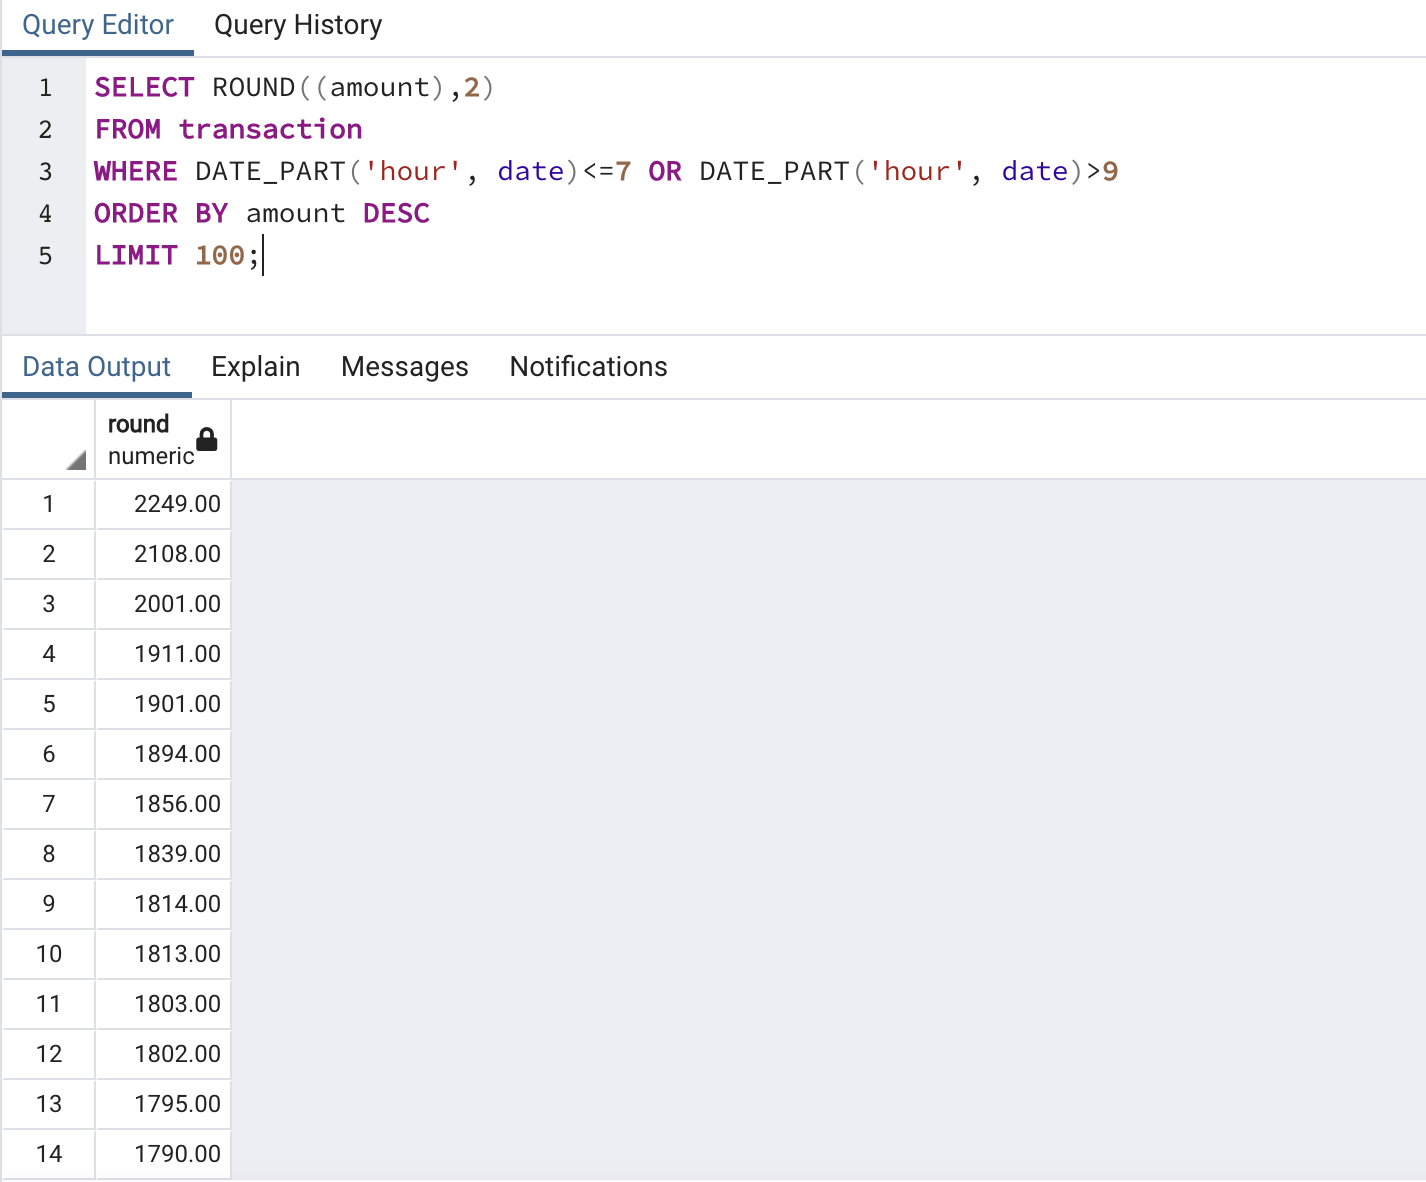 Query Editor Query History
1 SELECT ROUND((amount),2)
2 FROM transaction
3 WHERE DATE_PART('hour', date)<=7 OR DATE_PART('hour', date)>9
4 ORDER BY amount DESC
5 LIMIT 100;
Data Output Explain Messages Notifications
round
numeric
1 2249.00
2 2108.00
3 2001.00
4 1911.00
5 1901.00
6 1894.00
7 1856.00
8 1839.00
9 1814.00
10 1813.00
11 1803.00
12 1802.00
13 1795.00
14 1790.00